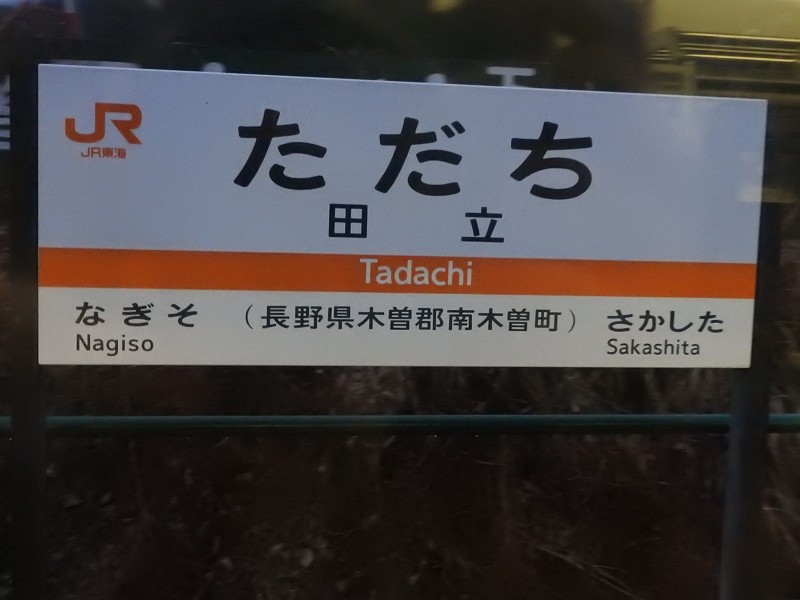 JR
JR東海
ただち
田立
Tadachi
なぎそ
Nagiso
(長野県木曽郡南木曽町)
さかした
Sakashita